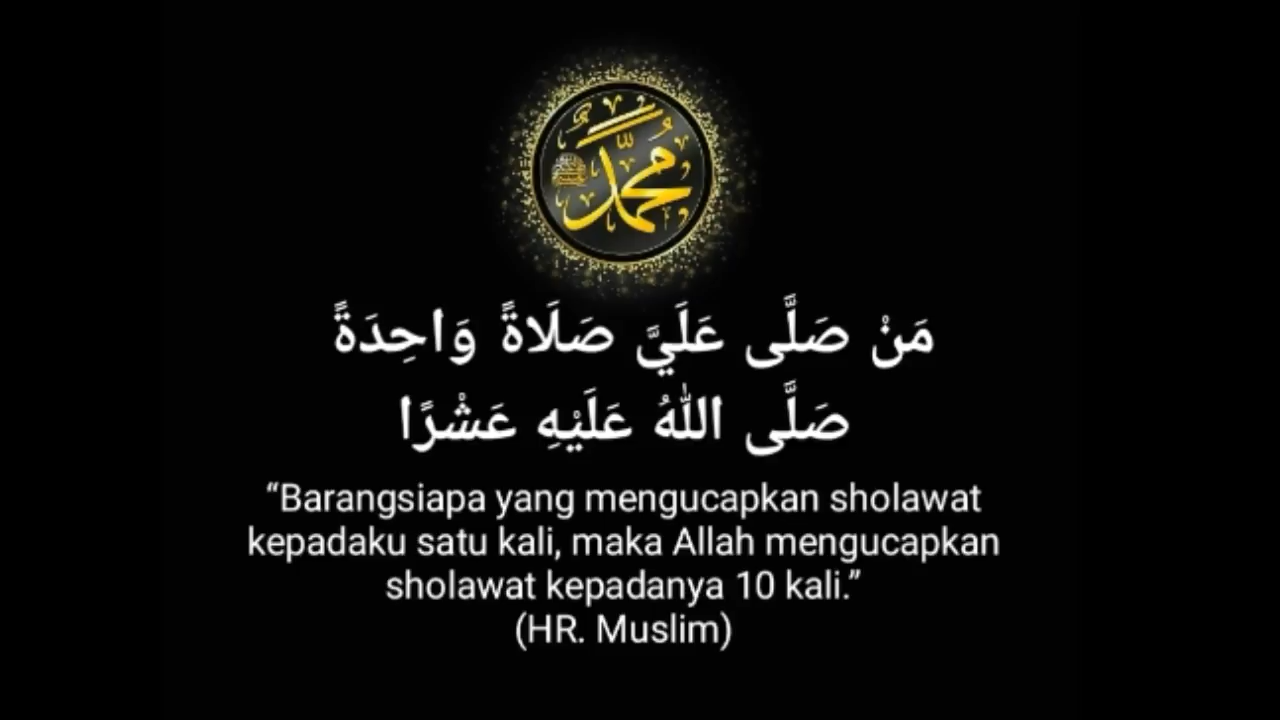 مُحَمَّد
مَنْ صَلَّى عَلَيَّ صَلَاةً وَاحِدَةً
صَلَّى اللهُ عَلَيْهِ عَشْرًا
“Barangsiapa yang mengucapkan sholawat
kepadaku satu kali, maka Allah mengucapkan
sholawat kepadanya 10 kali.”
(HR. Muslim)